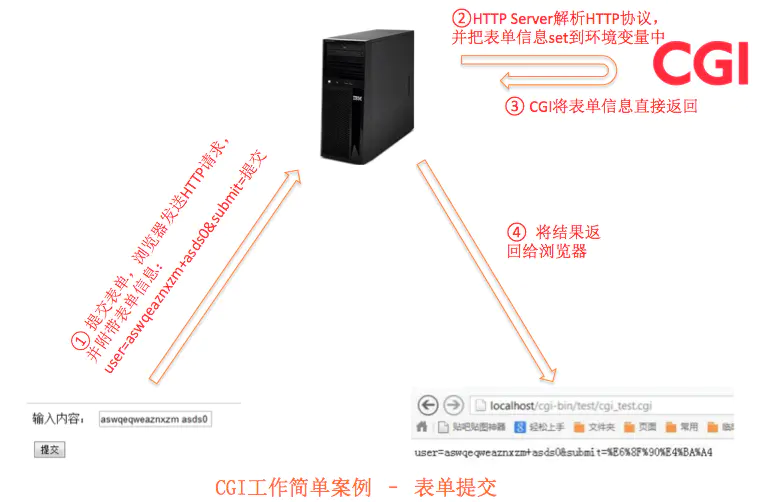 ②HTTP Server解析HTTP协议，
并把表单信息set到环境变量中
CGI
③ CGI将表单信息直接返回
① 提交表单，浏览器发送HTTP请求，
并附带表单信息：
user=aswqeaznxzm+asds0&submit=提交
④ 将结果返
回给浏览器
输入内容：
aswqeqweaznxzm asds0
提交
localhost/cgi-bin/test/cgi_test.cgi
贴吧贴图神器 轻松上手 文件夹 页面 常用
user=aswqeaznxzm+asds0&submit=%E6%8F%90%E4%BA%A4
CGI工作简单案例 – 表单提交